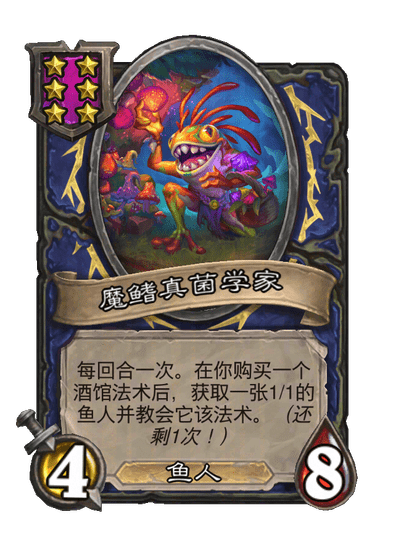 魔鳍真菌学家
每回合一次。在你购买一个
酒馆法术后，获取一张1/1的
鱼人并教会它该法术。（还
剩1次！）
4
鱼人
8